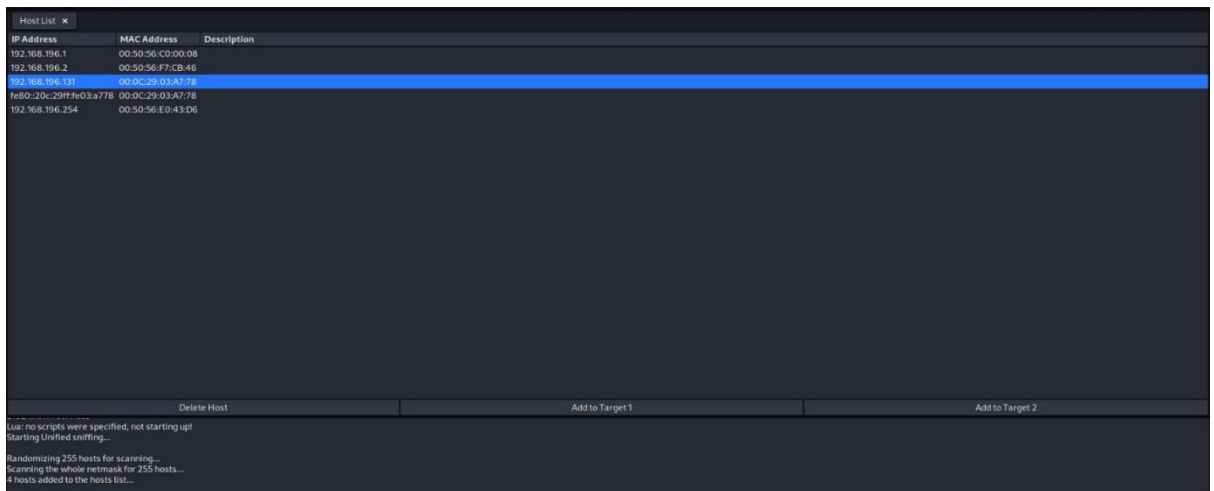 Host List ×
IP Address MAC Address Description
192.168.196.1 00:50:56:C0:00:08
192.168.196.2 00:50:56:F7:CB:46
192.168.196.131 00:0C:29:03:A7:78
fe80::20c:29ff:fe03:a778 00:0C:29:03:A7:78
192.168.196.254 00:50:56:E0:43:D6
Delete Host Add to Target 1 Add to Target 2
Lua: no scripts were specified, not starting up!
Starting Unified sniffing...
Randomizing 255 hosts for scanning...
Scanning the whole netmask for 255 hosts...
4 hosts added to the hosts list...